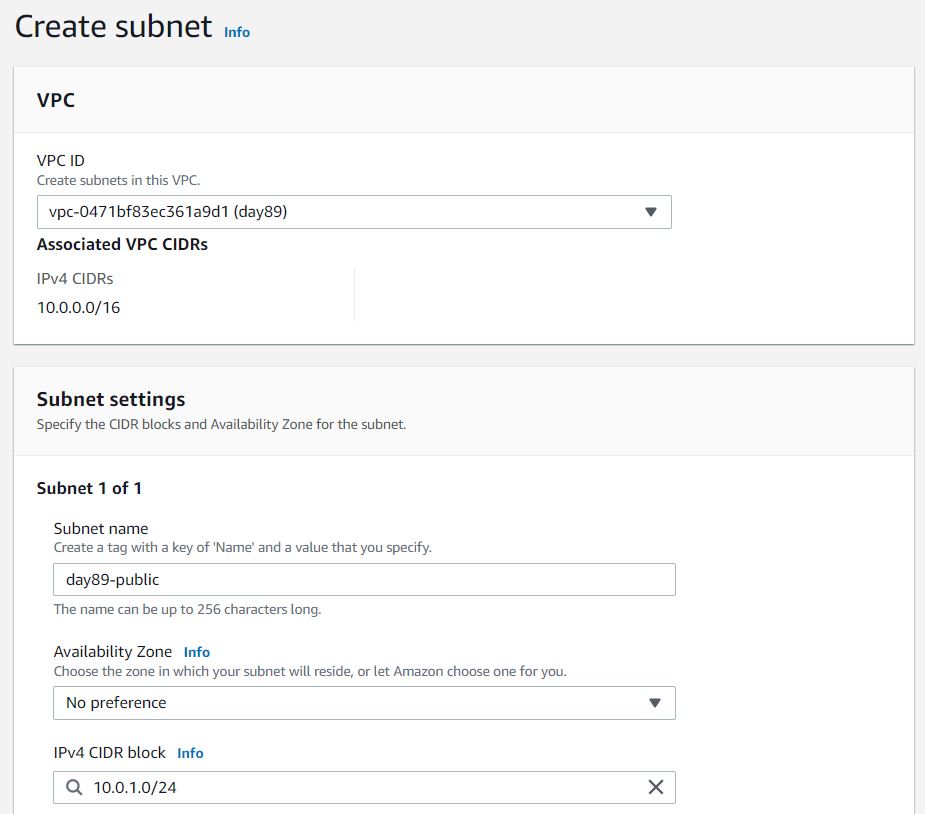 Create subnet Info
VPC
VPC ID
Create subnets in this VPC.
vpc-0471bf83ec361a9d1 (day89)
Associated VPC CIDRs
IPv4 CIDRs
10.0.0.0/16
Subnet settings
Specify the CIDR blocks and Availability Zone for the subnet.
Subnet 1 of 1
Subnet name
Create a tag with a key of 'Name' and a value that you specify.
day89-public
The name can be up to 256 characters long.
Availability Zone Info
Choose the zone in which your subnet will reside, or let Amazon choose one for you.
No preference
IPv4 CIDR block Info
10.0.1.0/24